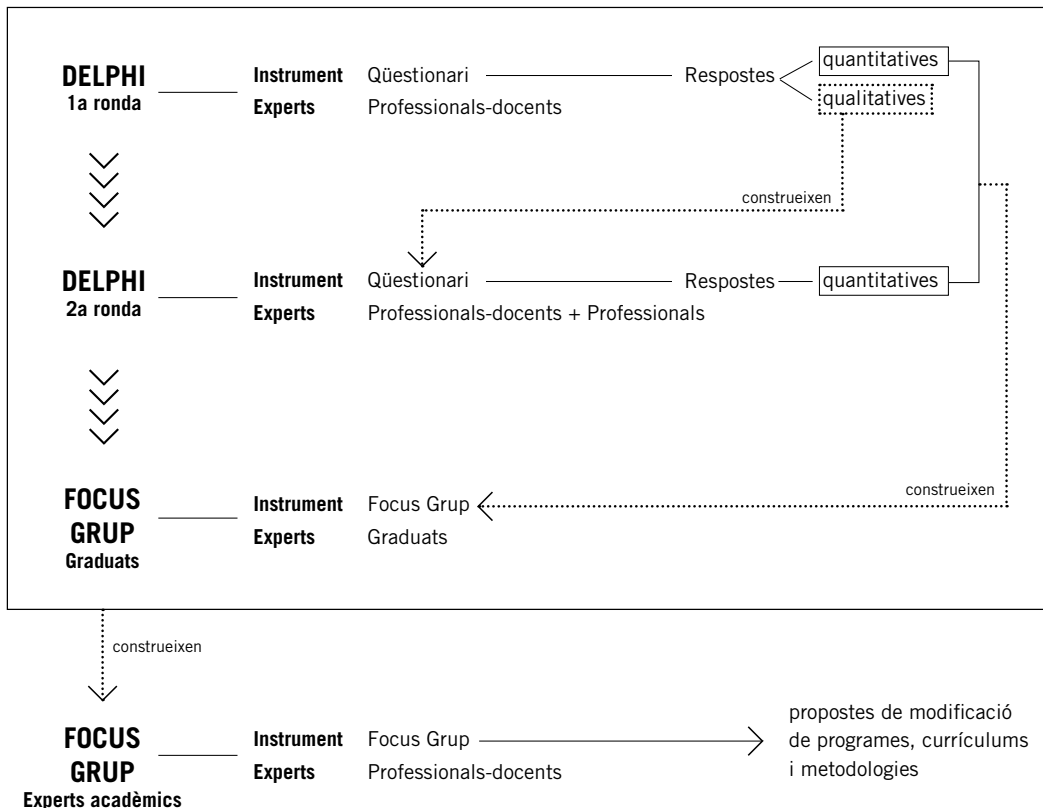 DELPHI
1a ronda
Instrument Qüestionari Respostes quantitatives
Experts Professionals-docents qualitatives
construeixen
DELPHI
2a ronda
Instrument Qüestionari Respostes quantitatives
Experts Professionals-docents + Professionals
construeixen
FOCUS
GRUP
Graduats
Instrument Focus Grup
Experts Graduats
construeixen
FOCUS
GRUP
Experts acadèmics
Instrument Focus Grup
Experts Professionals-docents
propostes de modificació
de programes, currículums
i metodologies